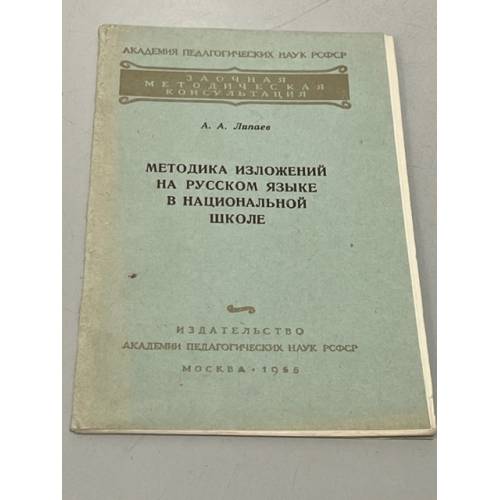 АКАДЕМИЯ ПЕДАГОГИЧЕСКИХ НАУК РСФСР
ЗАОЧНАЯ
МЕТОДИЧЕСКАЯ
КОНСУЛЬТАЦИЯ
А. А. Липаев
МЕТОДИКА ИЗЛОЖЕНИЙ
НА РУССКОМ ЯЗЫКЕ
В НАЦИОНАЛЬНОЙ
ШКОЛЕ
ИЗДАТЕЛЬСТВО
АКАДЕМИИ ПЕДАГОГИЧЕСКИХ НАУК РСФСР
МОСКВА •